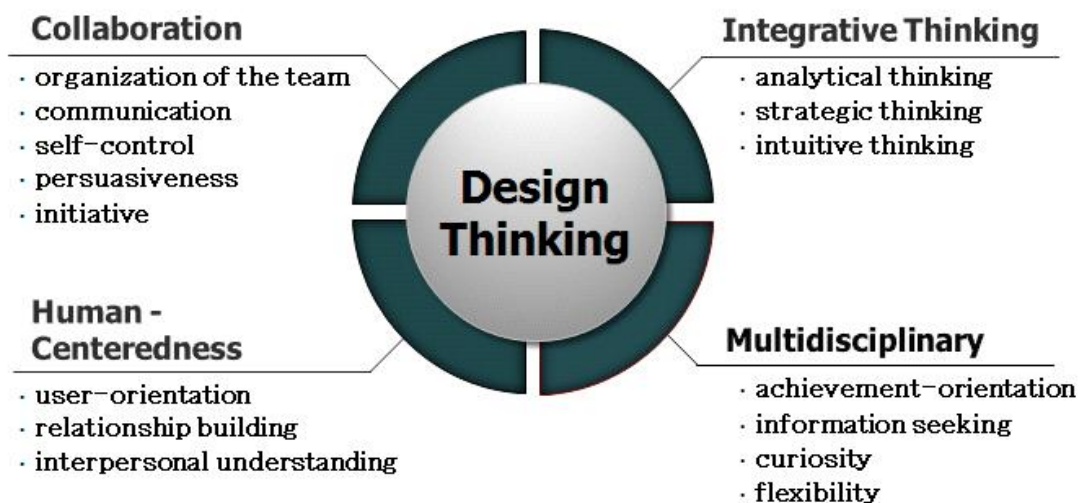 Collaboration
· organization of the team
· communication
· self-control
· persuasiveness
· initiative
Integrative Thinking
· analytical thinking
· strategic thinking
· intuitive thinking
Design
Thinking
Human -
Centeredness
· user-orientation
· relationship building
· interpersonal understanding
Multidisciplinary
· achievement-orientation
· information seeking
· curiosity
· flexibility